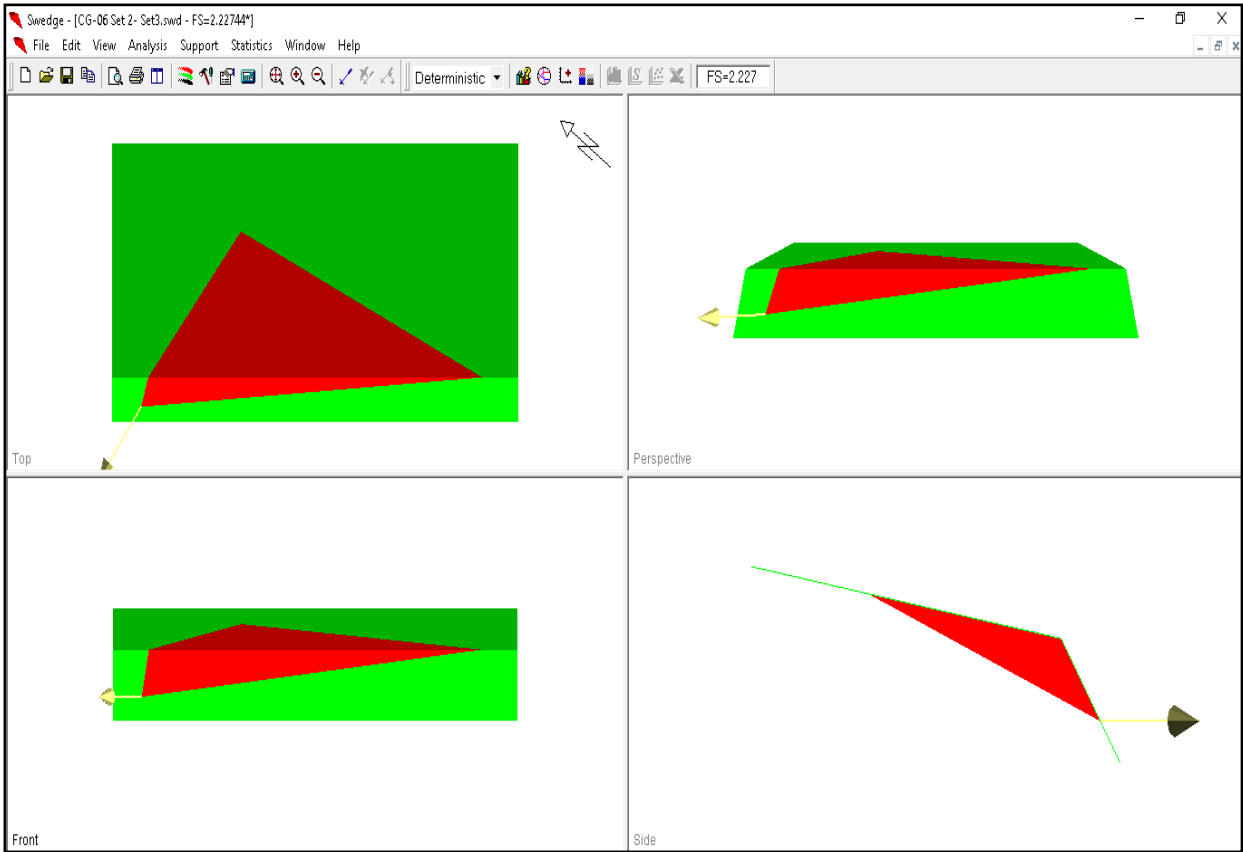 Swedge - [CG-06 Set 2- Set3.swd - FS=2.22744*]
File Edit View Analysis Support Statistics Window Help
Deterministic FS=2.227
Top
Perspective
Front
Side